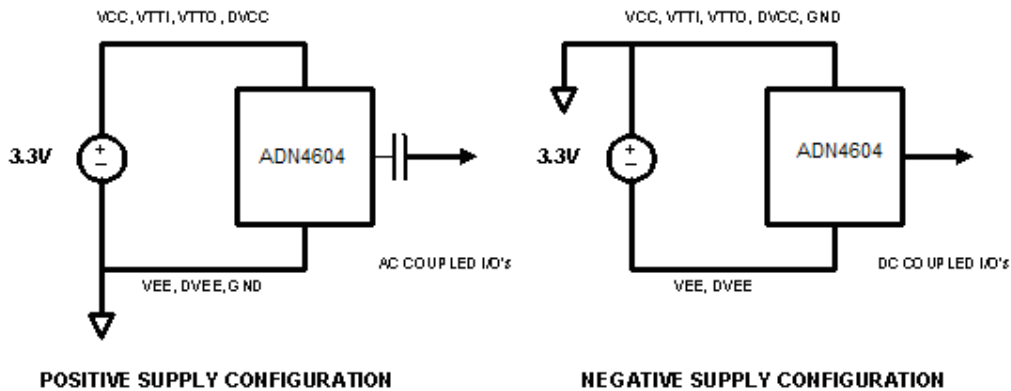 VCC, VTTI, VTTO, DVCC
3.3V
+
−
ADN4604
AC COUPLED I/O's
VEE, DVEE, GND
POSITIVE SUPPLY CONFIGURATION
VCC, VTTI, VTTO, DVCC, GND
3.3V
+
−
ADN4604
DC COUPLED I/O's
VEE, DVEE
NEGATIVE SUPPLY CONFIGURATION